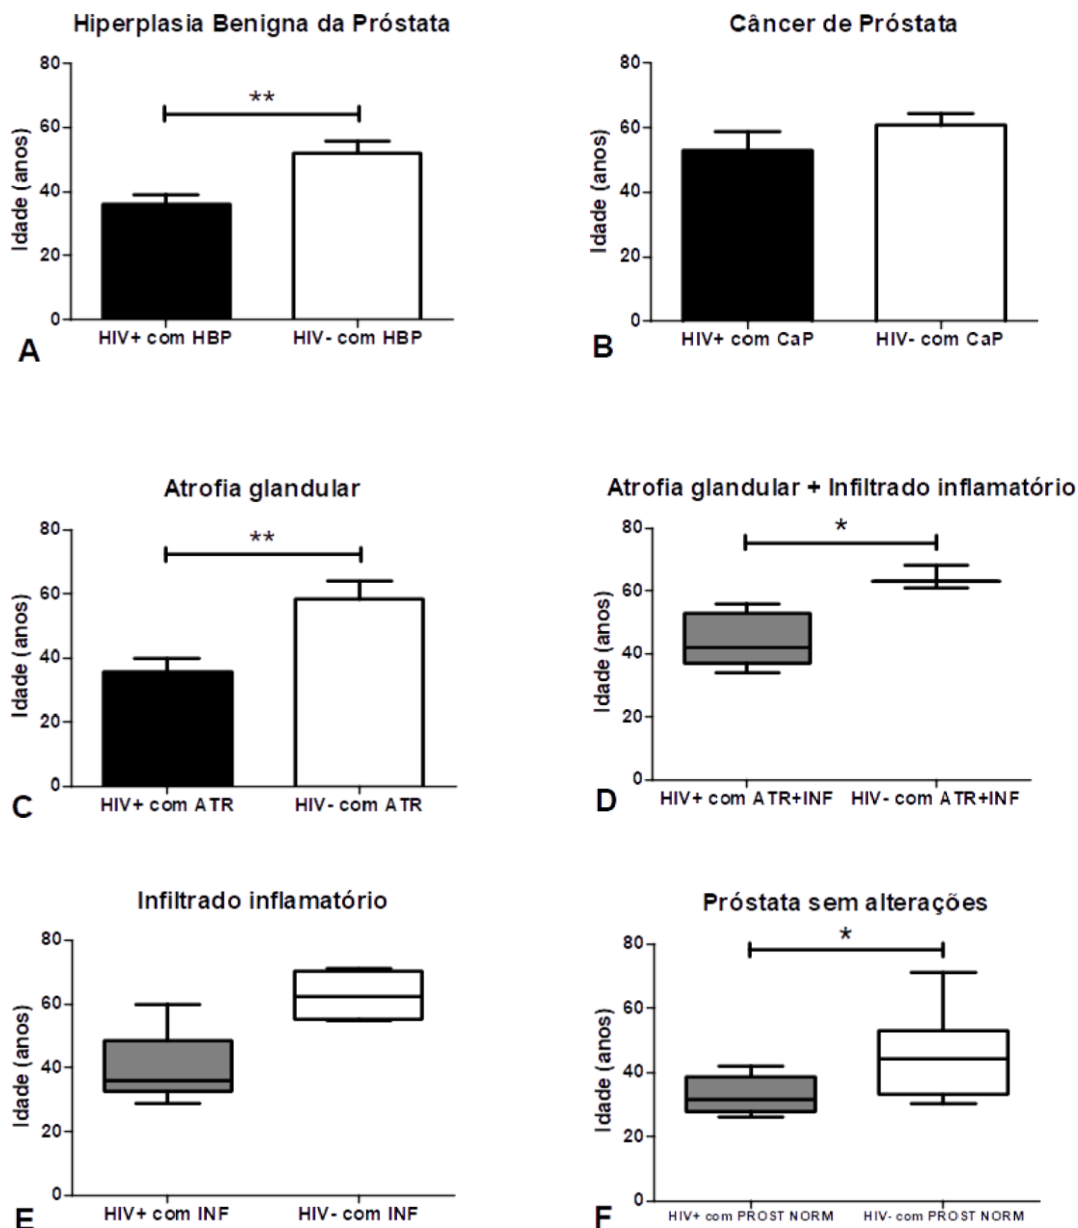 Hiperplasia Benigna da Próstata
80
60
40
20
0
Idade (anos)
**
HIV+ com HBP
HIV- com HBP
A
Câncer de Próstata
80
60
40
20
0
Idade (anos)
HIV+ com CaP
HIV- com CaP
B
Atrofia glandular
80
60
40
20
0
Idade (anos)
**
HIV+ com ATR
HIV- com ATR
C
Atrofia glandular + Infiltrado inflamatório
80
60
40
20
0
Idade (anos)
*
HIV+ com ATR+INF
HIV- com ATR+INF
D
Infiltrado inflamatório
80
60
40
20
0
Idade (anos)
HIV+ com INF
HIV- com INF
E
Próstata sem alterações
80
60
40
20
0
Idade (anos)
*
HIV+ com PROST NORM
HIV- com PROST NORM
F